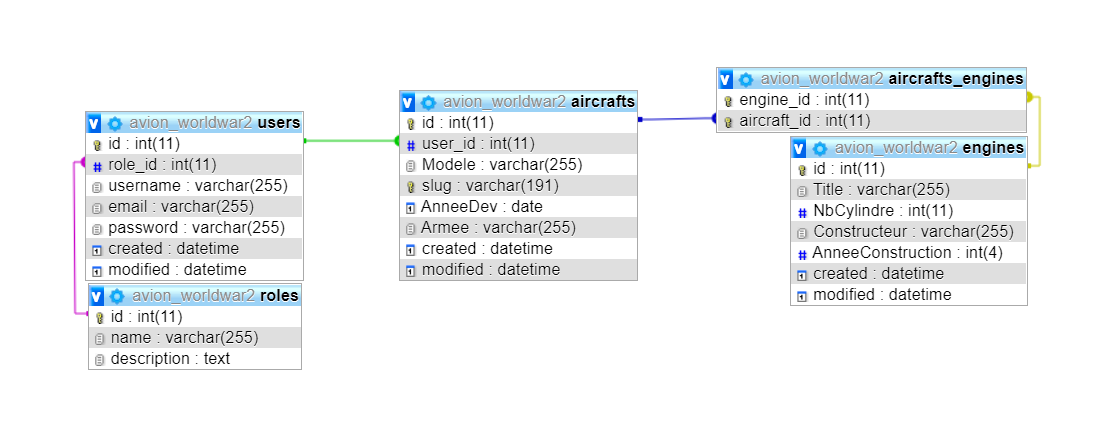 avion_worldwar2 users
id : int(11)
role_id : int(11)
username : varchar(255)
email : varchar(255)
password : varchar(255)
created : datetime
modified : datetime
avion_worldwar2 roles
id : int(11)
name : varchar(255)
description : text
avion_worldwar2 aircrafts
id : int(11)
user_id : int(11)
Modele : varchar(255)
slug : varchar(191)
AnneeDev : date
Armee : varchar(255)
created : datetime
modified : datetime
avion_worldwar2 aircrafts_engines
engine_id : int(11)
aircraft_id : int(11)
avion_worldwar2 engines
id : int(11)
Title : varchar(255)
NbCylindre : int(11)
Constructeur : varchar(255)
AnneeConstruction : int(4)
created : datetime
modified : datetime